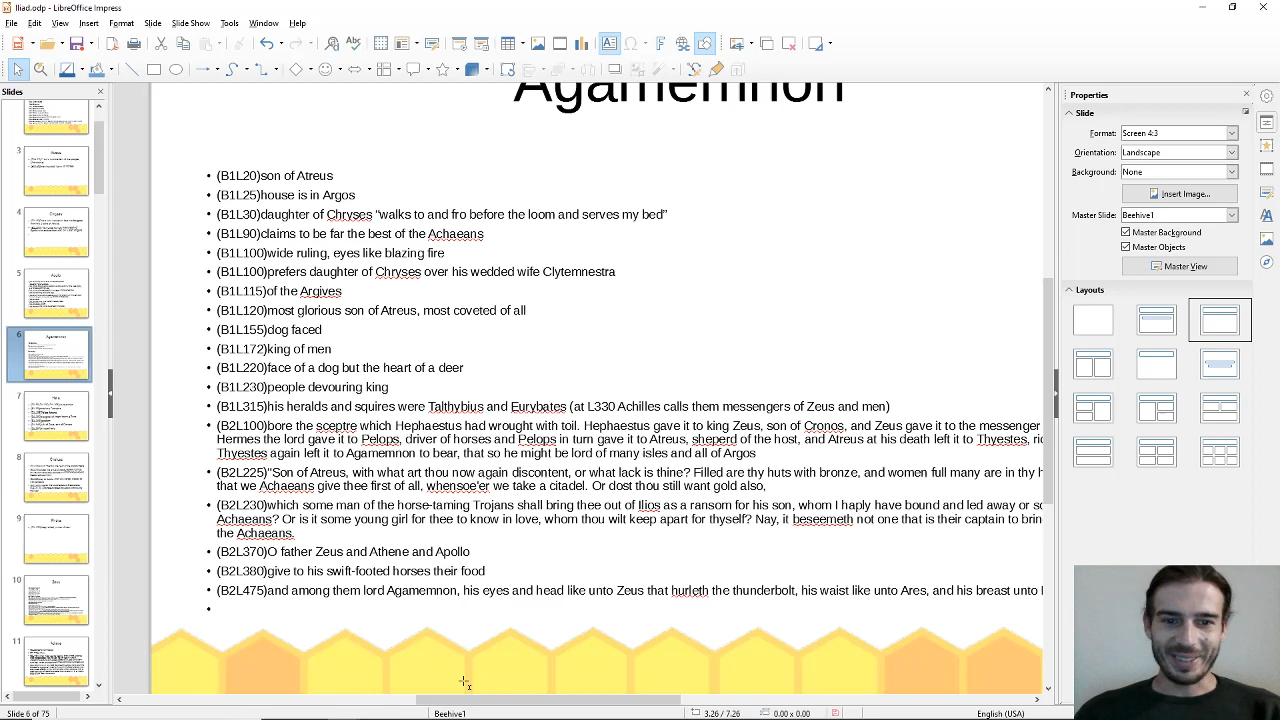 Iliad.odp - LibreOffice Impress
File Edit View Insert Format Slide Slide Show Tools Window Help
Slides
Properties
Agamemnon
(B1L20)son of Atreus
(B1L25)house is in Argos
(B1L30)daughter of Chryses “walks to and fro before the loom and serves my bed”
(B1L90)claims to be far the best of the Achaeans
(B1L100)wide ruling, eyes like blazing fire
(B1L100)prefers daughter of Chryses over his wedded wife Clytemnestra
(B1L115)of the Argives
(B1L120)most glorious son of Atreus, most coveted of all
(B1L155)dog faced
(B1L172)king of men
(B1L220)face of a dog but the heart of a deer
(B1L230)people devouring king
(B1L315)his heralds and squires were Talthybius and Eurybates (at L330 Achilles calls them messengers of Zeus and men)
(B2L100)bore the sceptre which Hephaestus had wrought with toil. Hephaestus gave it to king Zeus, son of Cronos, and Zeus gave it to the messenger
Hermes the lord gave it to Pelops, driver of horses and Pelops in turn gave it to Atreus, sheperd of the host, and Atreus at his death left it to Thyestes,
Thyestes again left it to Agamemnon to bear, that so he might be lord of many isles and all of Argos
(B2L225)"Son of Atreus, with what art thou now again discontent, or what lack is thine? Filled are thy huts with bronze, and women full many are in thy
that we Achaeans give thee first of all, whensoe'er we take a citadel. Or dost thou still want gold also,
(B2L230)which some man of the horse-taming Trojans shall bring thee out of Ilios as a ransom for his son, whom I haply have bound and led away or
Achaeans? Or is it some young girl for thee to know in love, whom thou wilt keep apart for thyself? Nay, it beseemeth not one that is their captain to
the Achaeans.
(B2L370)O father Zeus and Athene and Apollo
(B2L380)give to his swift-footed horses their food
(B2L475)and among them lord Agamemnon, his eyes and head like unto Zeus that hurleth the thunderbolt, his waist like unto Ares, and his breast unto
Slide
Format: Screen 4:3
Orientation: Landscape
Background: None
Insert Image...
Master Slide: Beehive1
Master Background
Master Objects
Master View
Layouts
3
4
5
6
7
8
9
10
11
Slide 6 of 75
Beehive1
3.26 / 7.26
0.00 x 0.00
English (USA)